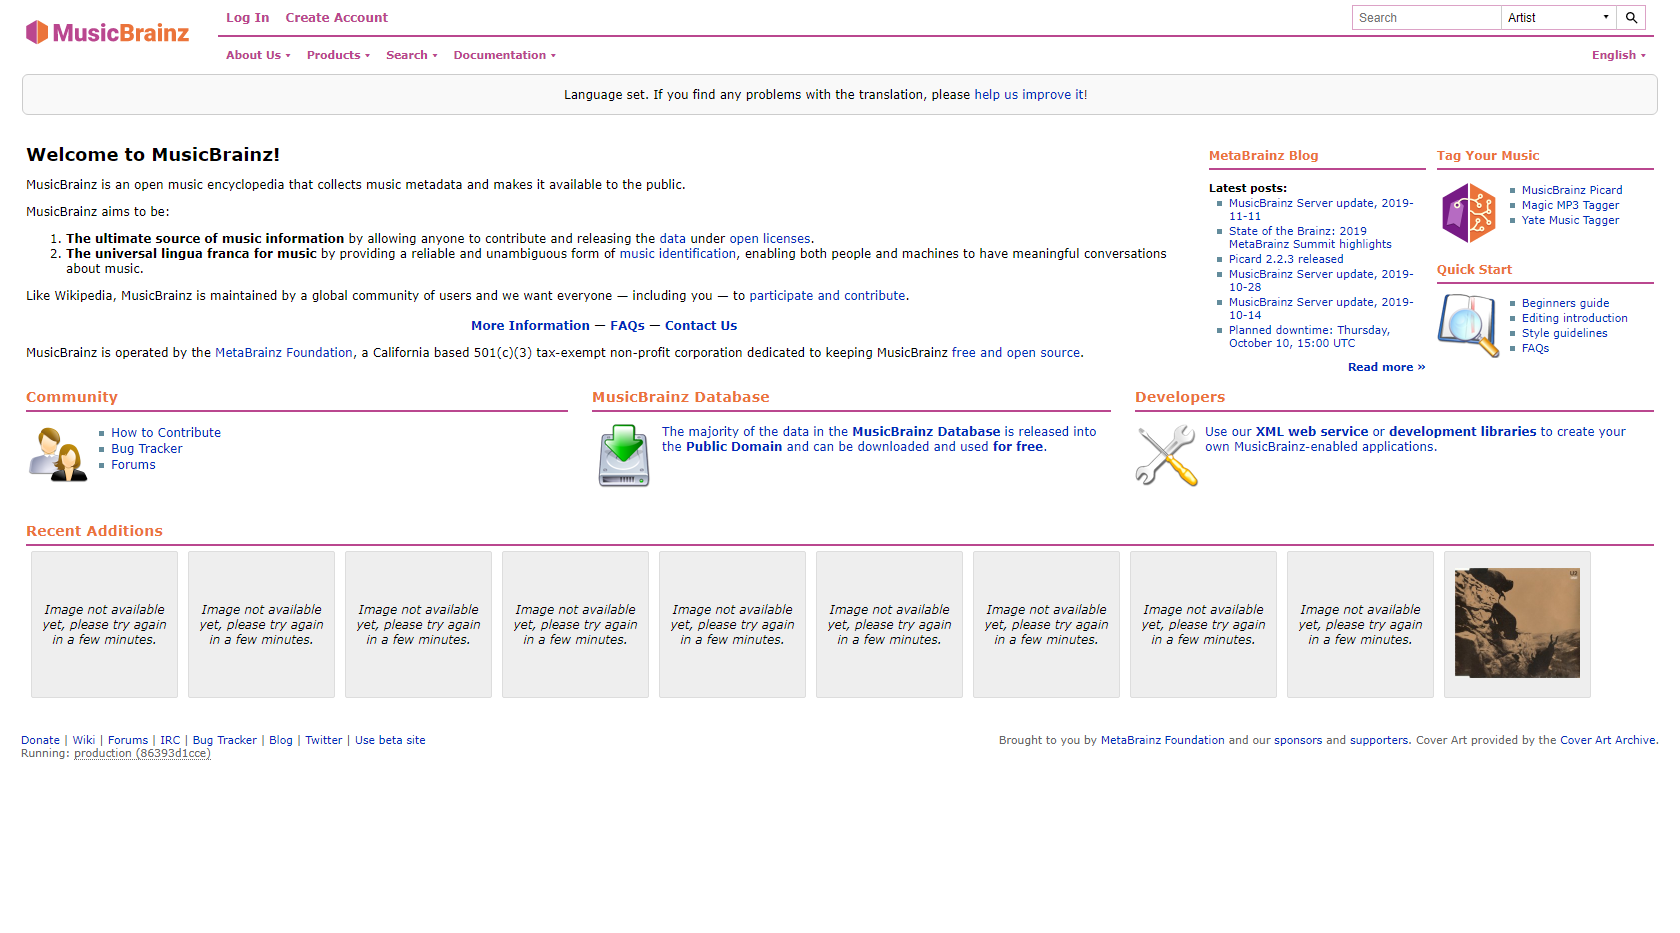 MusicBrainz
Log In Create Account
Search Artist
About Us Products Search Documentation
English
Language set. If you find any problems with the translation, please help us improve it!
Welcome to MusicBrainz!
MusicBrainz is an open music encyclopedia that collects music metadata and makes it available to the public.
MusicBrainz aims to be:
1. The ultimate source of music information by allowing anyone to contribute and releasing the data under open licenses.
2. The universal lingua franca for music by providing a reliable and unambiguous form of music identification, enabling both people and machines to have meaningful conversations
about music.
Like Wikipedia, MusicBrainz is maintained by a global community of users and we want everyone — including you — to participate and contribute.
More Information — FAQs — Contact Us
MusicBrainz is operated by the MetaBrainz Foundation, a California based 501(c)(3) tax-exempt non-profit corporation dedicated to keeping MusicBrainz free and open source.
MetaBrainz Blog
Latest posts:
MusicBrainz Server update, 2019-
11-11
State of the Brainz: 2019
MetaBrainz Summit highlights
Picard 2.2.3 released
MusicBrainz Server update, 2019-
10-28
MusicBrainz Server update, 2019-
10-14
Planned downtime: Thursday,
October 10, 15:00 UTC
Read more »
Tag Your Music
MusicBrainz Picard
Magic MP3 Tagger
Yate Music Tagger
Quick Start
Beginners guide
Editing introduction
Style guidelines
FAQs
Community
How to Contribute
Bug Tracker
Forums
MusicBrainz Database
The majority of the data in the MusicBrainz Database is released into
the Public Domain and can be downloaded and used for free.
Developers
Use our XML web service or development libraries to create your
own MusicBrainz-enabled applications.
Recent Additions
Image not available
yet, please try again
in a few minutes.
Image not available
yet, please try again
in a few minutes.
Image not available
yet, please try again
in a few minutes.
Image not available
yet, please try again
in a few minutes.
Image not available
yet, please try again
in a few minutes.
Image not available
yet, please try again
in a few minutes.
Image not available
yet, please try again
in a few minutes.
Image not available
yet, please try again
in a few minutes.
Image not available
yet, please try again
in a few minutes.
U2
Donate | Wiki | Forums | IRC | Bug Tracker | Blog | Twitter | Use beta site
Running: production (86393d1cce)
Brought to you by MetaBrainz Foundation and our sponsors and supporters. Cover Art provided by the Cover Art Archive.